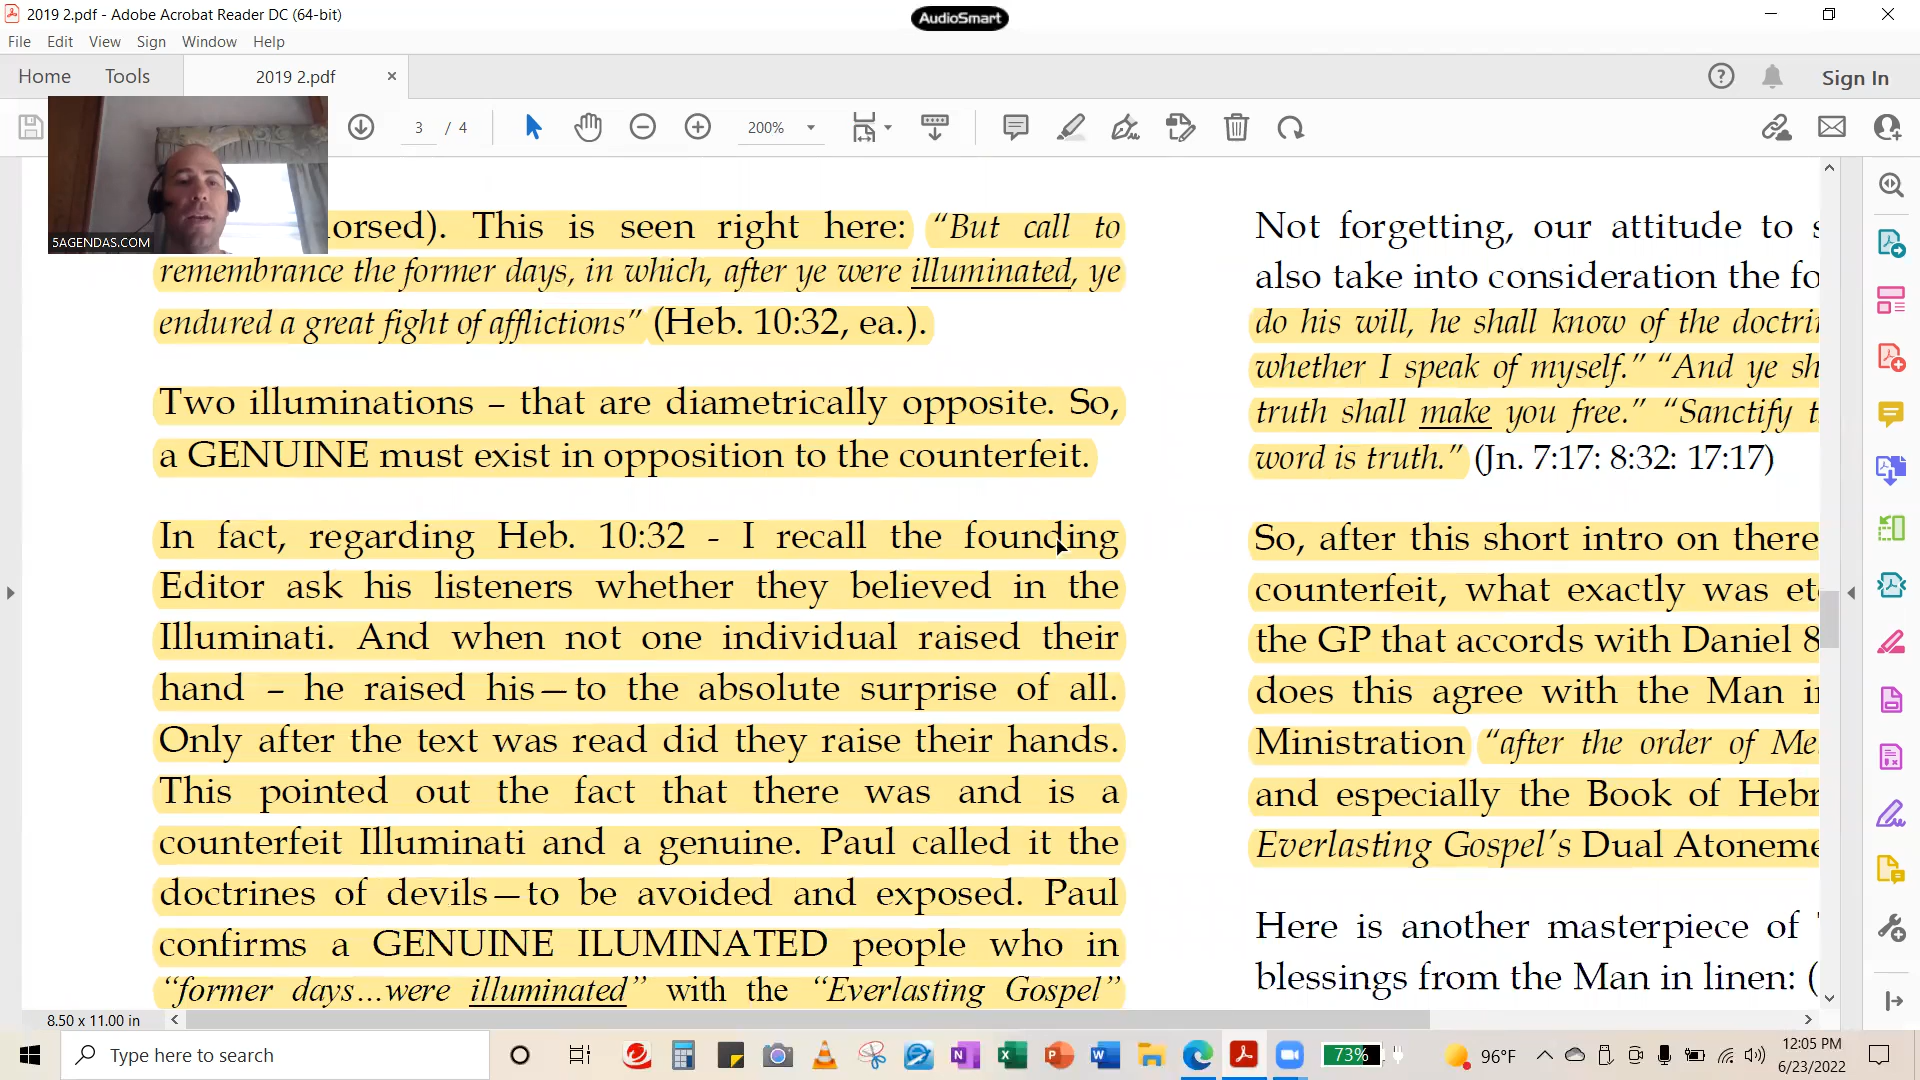 2019 2.pdf - Adobe Acrobat Reader DC (64-bit)
AudioSmart
File Edit View Sign Window Help
Home Tools 2019 2.pdf × Sign In
3 / 4 200%
5AGENDAS.COM
orsed). This is seen right here: “But call to
remembrance the former days, in which, after ye were illuminated, ye
endured a great fight of afflictions” (Heb. 10:32, ea.).
Two illuminations – that are diametrically opposite. So,
a GENUINE must exist in opposition to the counterfeit.
In fact, regarding Heb. 10:32 - I recall the founding
Editor ask his listeners whether they believed in the
Illuminati. And when not one individual raised their
hand – he raised his—to the absolute surprise of all.
Only after the text was read did they raise their hands.
This pointed out the fact that there was and is a
counterfeit Illuminati and a genuine. Paul called it the
doctrines of devils—to be avoided and exposed. Paul
confirms a GENUINE ILUMINATED people who in
“former days…were illuminated” with the “Everlasting Gospel”
Not forgetting, our attitude to s
also take into consideration the fo
do his will, he shall know of the doctrin
whether I speak of myself.” “And ye sh
truth shall make you free.” “Sanctify t
word is truth.” (Jn. 7:17: 8:32: 17:17)
So, after this short intro on there
counterfeit, what exactly was et
the GP that accords with Daniel 8
does this agree with the Man i
Ministration “after the order of Me
and especially the Book of Hebr
Everlasting Gospel’s Dual Atoneme
Here is another masterpiece of
blessings from the Man in linen: (
8.50 x 11.00 in
Type here to search
73%
96°F
12:05 PM
6/23/2022